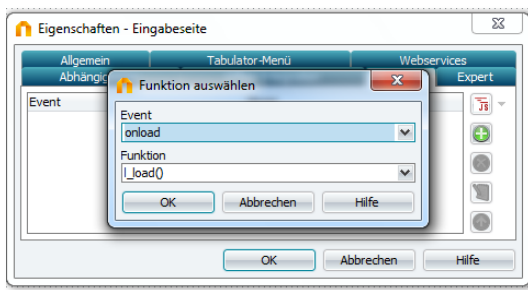 Eigenschaften - Eingabeseite
Allgemein Tabulator-Menü Webservices
Expert
Funktion auswählen
Event
Event
onload
Funktion
l_load()
OK Abbrechen Hilfe
JS
OK Abbrechen Hilfe